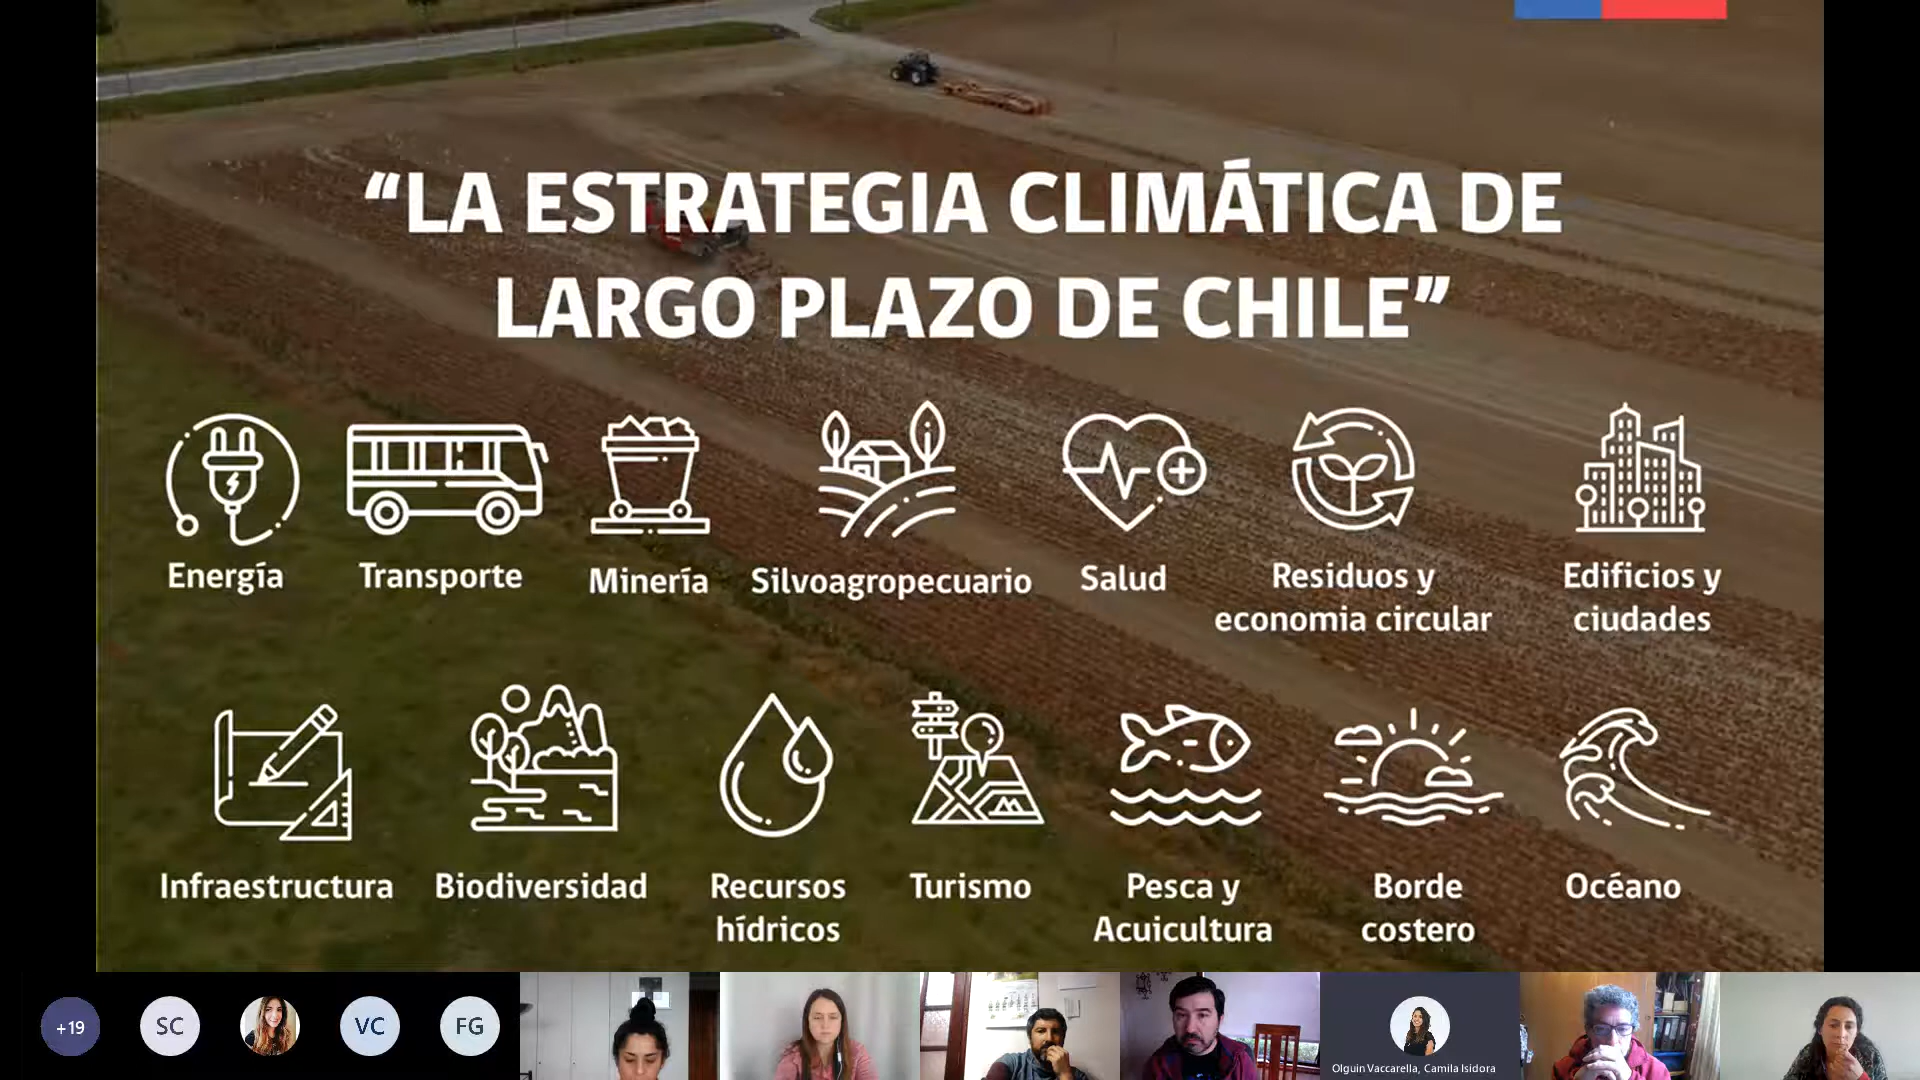 “LA ESTRATEGIA CLIMÁTICA DE
LARGO PLAZO DE CHILE”
Energía
Transporte
Minería
Silvoagropecuario
Salud
Residuos y
economia circular
Edificios y
ciudades
Infraestructura
Biodiversidad
Recursos
hídricos
Turismo
Pesca y
Acuicultura
Borde
costero
Océano
+19
SC
VC
FG
Olguin Vaccarella, Camila Isidora